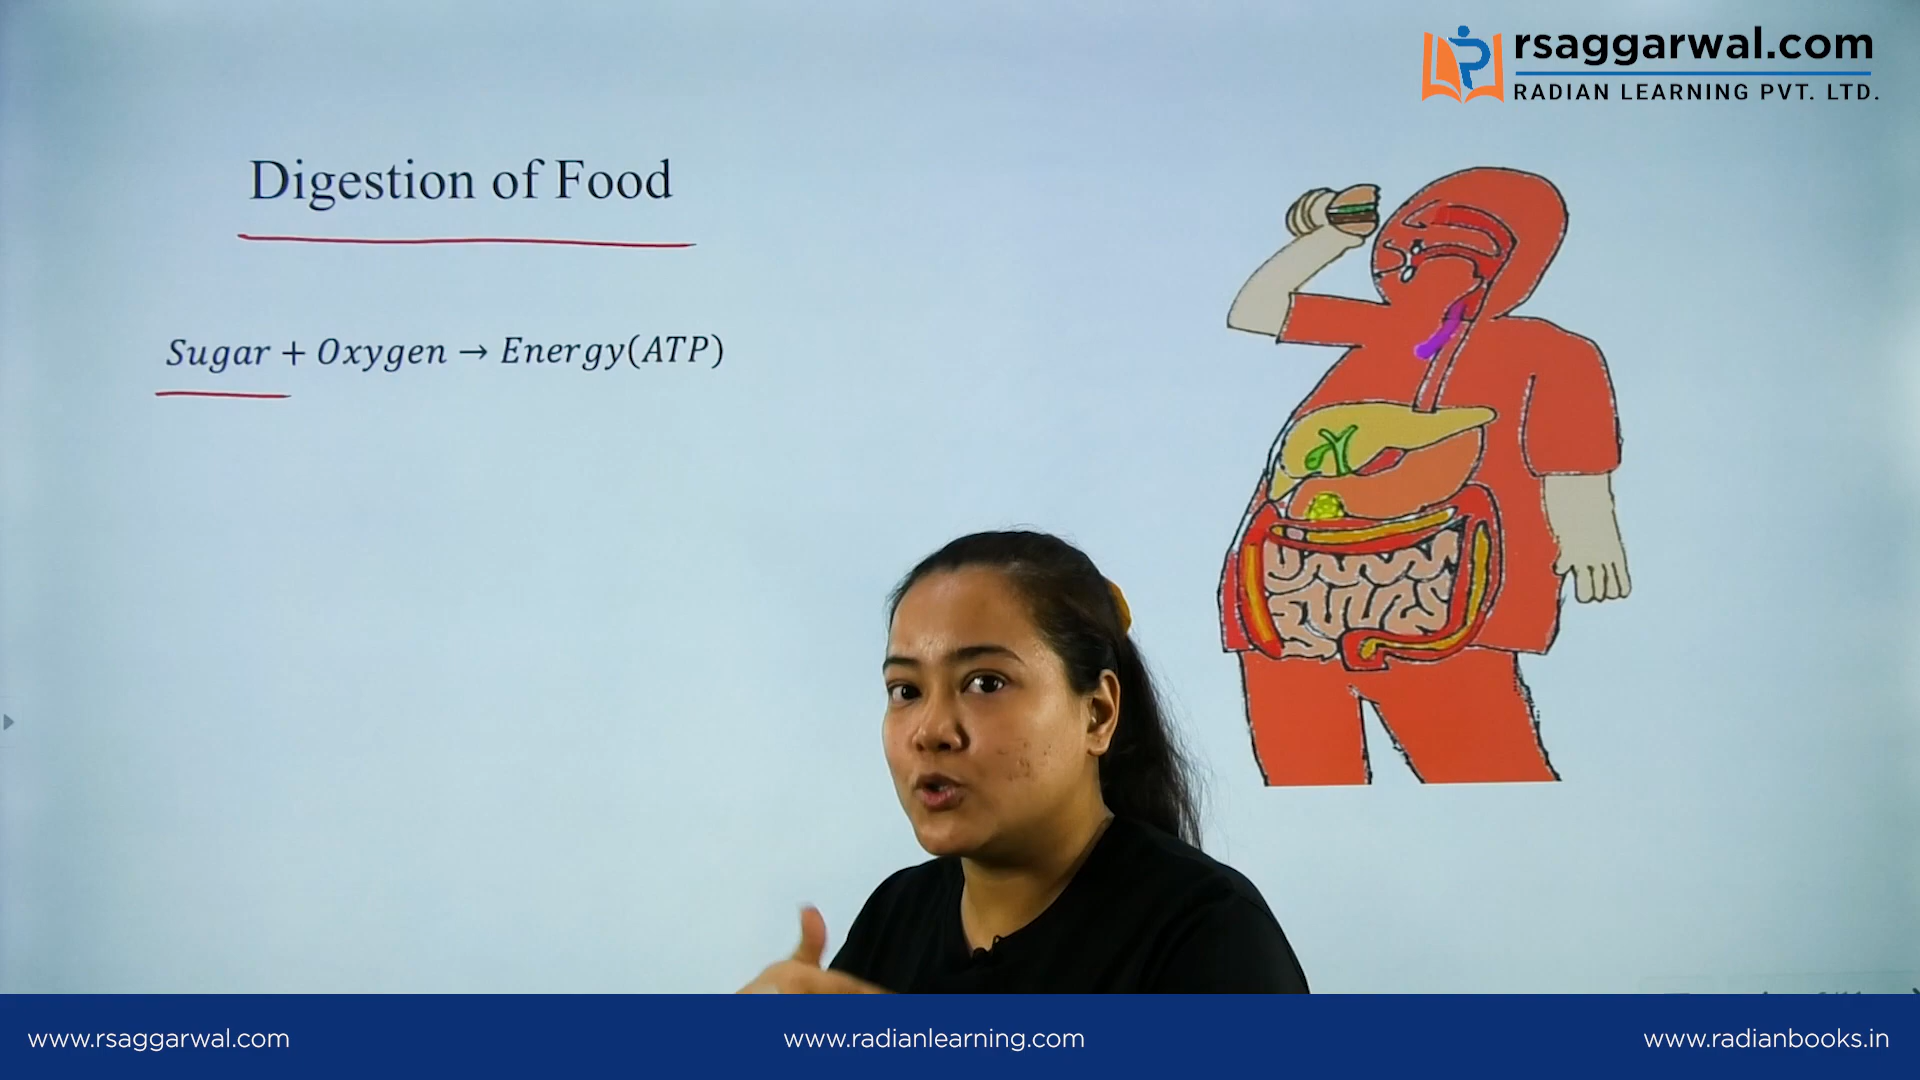 rsaggarwal.com
RADIAN LEARNING PVT. LTD.
Digestion of Food
Sugar + Oxygen → Energy(ATP)
www.rsaggarwal.com
www.radianlearning.com
www.radianbooks.in